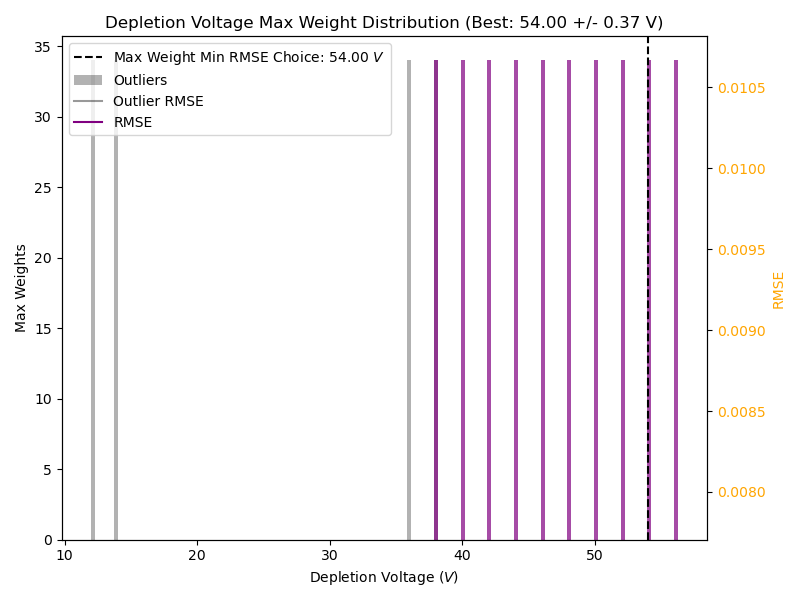 Depletion Voltage Max Weight Distribution (Best: 54.00 +/- 0.37 V)
Max Weight Min RMSE Choice: 54.00 V
Outliers
Outlier RMSE
RMSE
35
30
25
20
15
10
5
0
Max Weights
0.0105
0.0100
0.0095
0.0090
0.0085
0.0080
RMSE
10 20 30 40 50
Depletion Voltage (V)